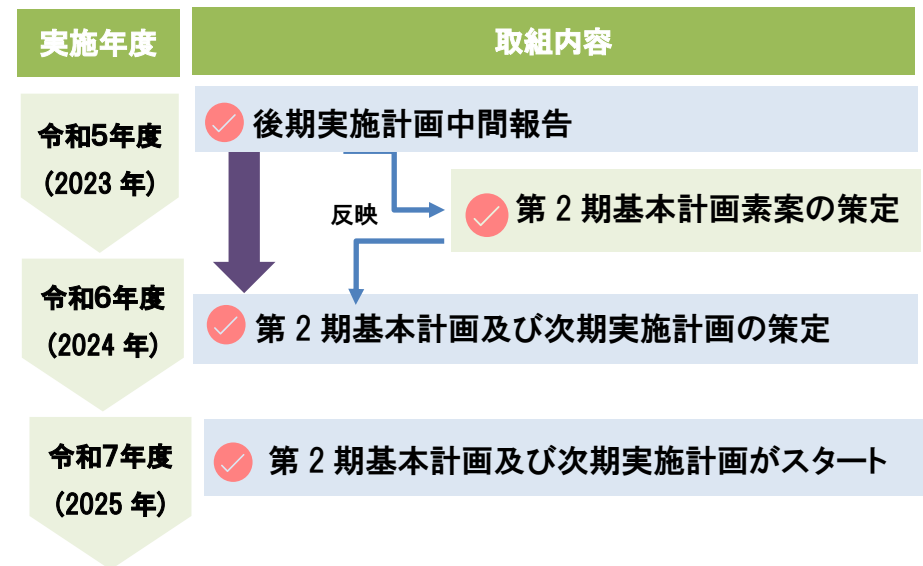 実施年度
取組内容
令和5年度
(2023 年)
後期実施計画中間報告
反映
第 2 期基本計画素案の策定
令和6年度
(2024 年)
第 2 期基本計画及び次期実施計画の策定
令和7年度
(2025 年)
第 2 期基本計画及び次期実施計画がスタート